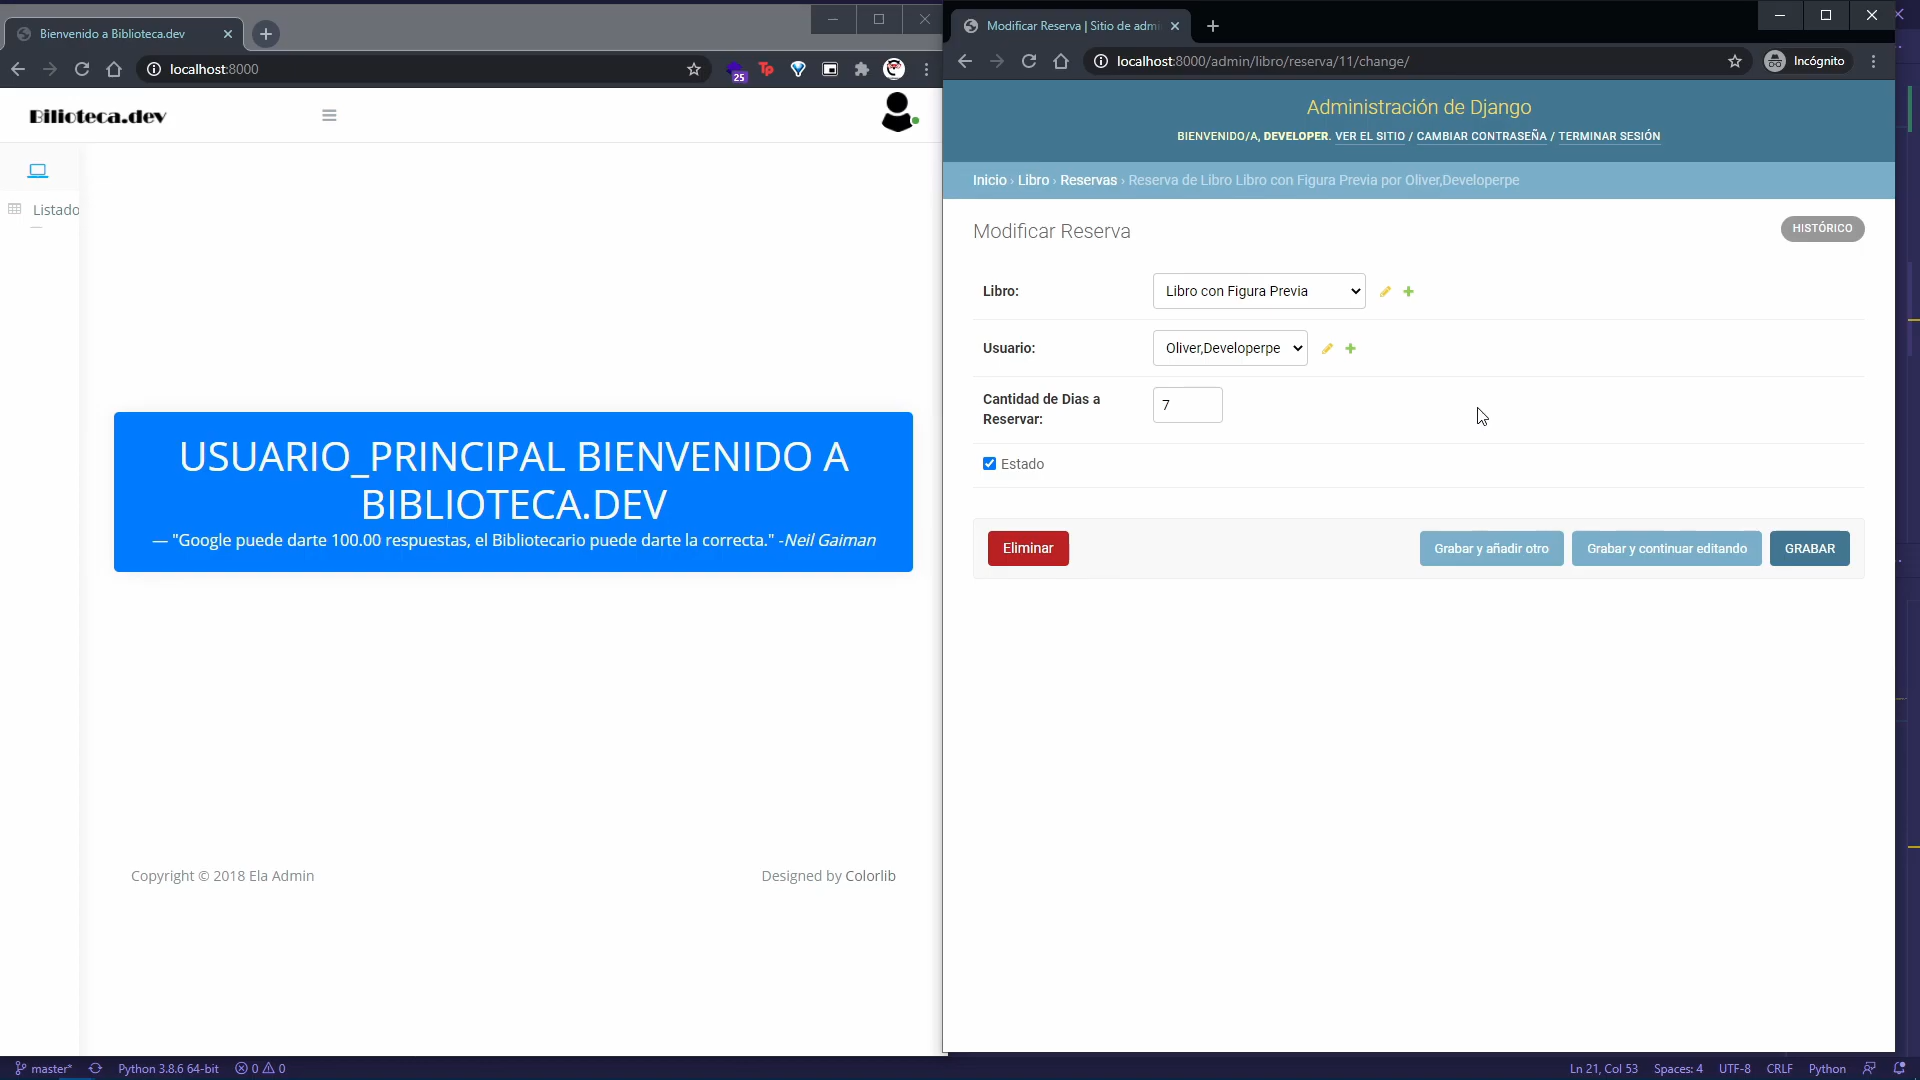 Bienvenido a Biblioteca.dev
localhost:8000
25
Tp
Bilioteca.dev
Listado
USUARIO_PRINCIPAL BIENVENIDO A
BIBLIOTECA.DEV
— "Google puede darte 100.00 respuestas, el Bibliotecario puede darte la correcta." -Neil Gaiman
Copyright © 2018 Ela Admin
Designed by Colorlib
Modificar Reserva | Sitio de admi
localhost:8000/admin/libro/reserva/11/change/
Incógnito
Administración de Django
BIENVENIDO/A, DEVELOPER. VER EL SITIO / CAMBIAR CONTRASEÑA / TERMINAR SESIÓN
Inicio › Libro › Reservas › Reserva de Libro Libro con Figura Previa por Oliver,Developerpe
Modificar Reserva
HISTÓRICO
Libro:
Libro con Figura Previa
Usuario:
Oliver,Developerpe
Cantidad de Dias a
Reservar:
7
Estado
Eliminar
Grabar y añadir otro
Grabar y continuar editando
GRABAR
master*
Python 3.8.6 64-bit
0
0
Ln 21, Col 53
Spaces: 4
UTF-8
CRLF
Python